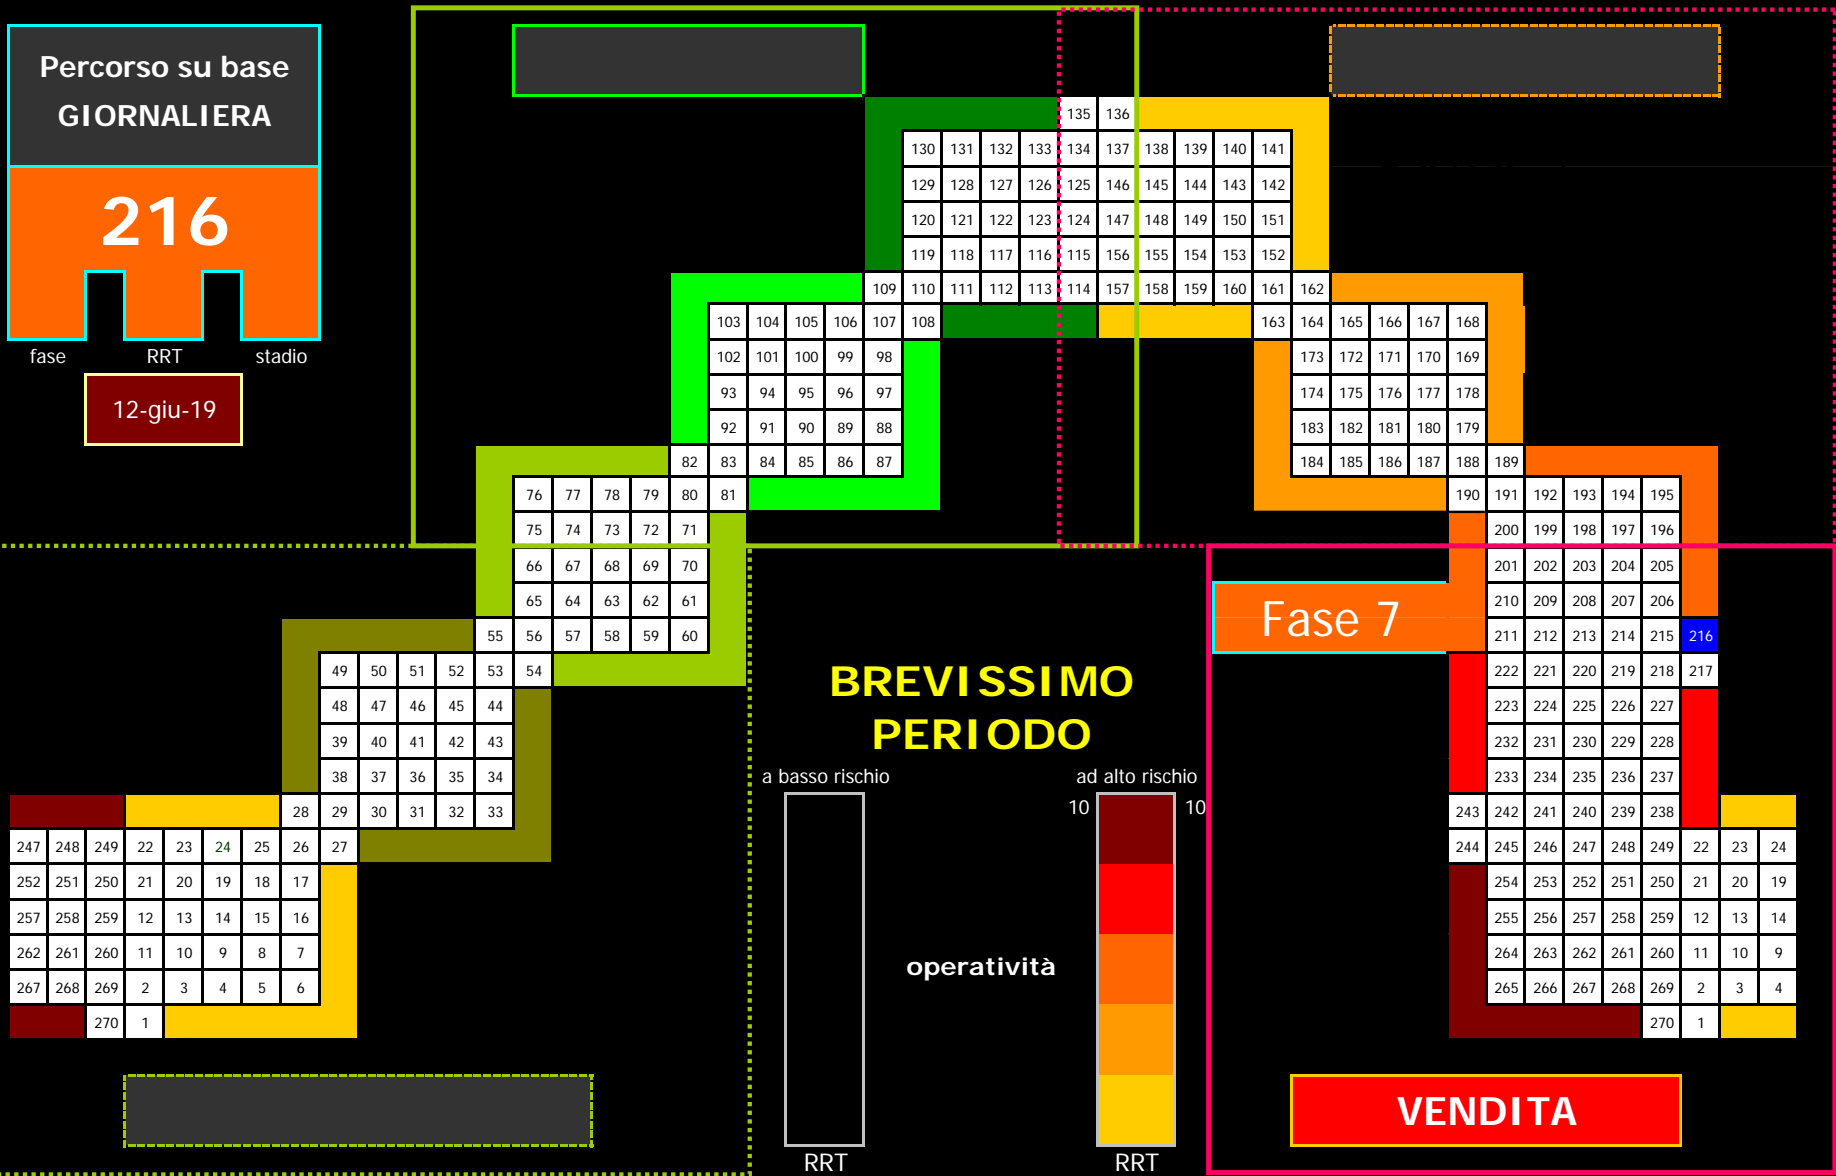 Percorso su base
GIORNALIERA
216
fase RRT stadio
12-giu-19
135 136
130 131 132 133 134 137 138 139 140 141
129 128 127 126 125 146 145 144 143 142
120 121 122 123 124 147 148 149 150 151
119 118 117 116 115 156 155 154 153 152
109 110 111 112 113 114 157 158 159 160 161 162
103 104 105 106 107 108 163 164 165 166 167 168
102 101 100 99 98 173 172 171 170 169
93 94 95 96 97 174 175 176 177 178
92 91 90 89 88 183 182 181 180 179
82 83 84 85 86 87 184 185 186 187 188 189
76 77 78 79 80 81 190 191 192 193 194 195
75 74 73 72 71 200 199 198 197 196
66 67 68 69 70 201 202 203 204 205
65 64 63 62 61 210 209 208 207 206
Fase 7
55 56 57 58 59 60 211 212 213 214 215 216
49 50 51 52 53 54 222 221 220 219 218 217
48 47 46 45 44 223 224 225 226 227
39 40 41 42 43 232 231 230 229 228
38 37 36 35 34 233 234 235 236 237
28 29 30 31 32 33 243 242 241 240 239 238
247 248 249 22 23 24 25 26 27 244 245 246 247 248 249 22 23 24
252 251 250 21 20 19 18 17 254 253 252 251 250 21 20 19
257 258 259 12 13 14 15 16 255 256 257 258 259 12 13 14
262 261 260 11 10 9 8 7 264 263 262 261 260 11 10 9
267 268 269 2 3 4 5 6 265 266 267 268 269 2 3 4
270 1 270 1
BREVISSIMO
PERIODO
a basso rischio ad alto rischio
10 10
operatività
RRT RRT
VENDITA